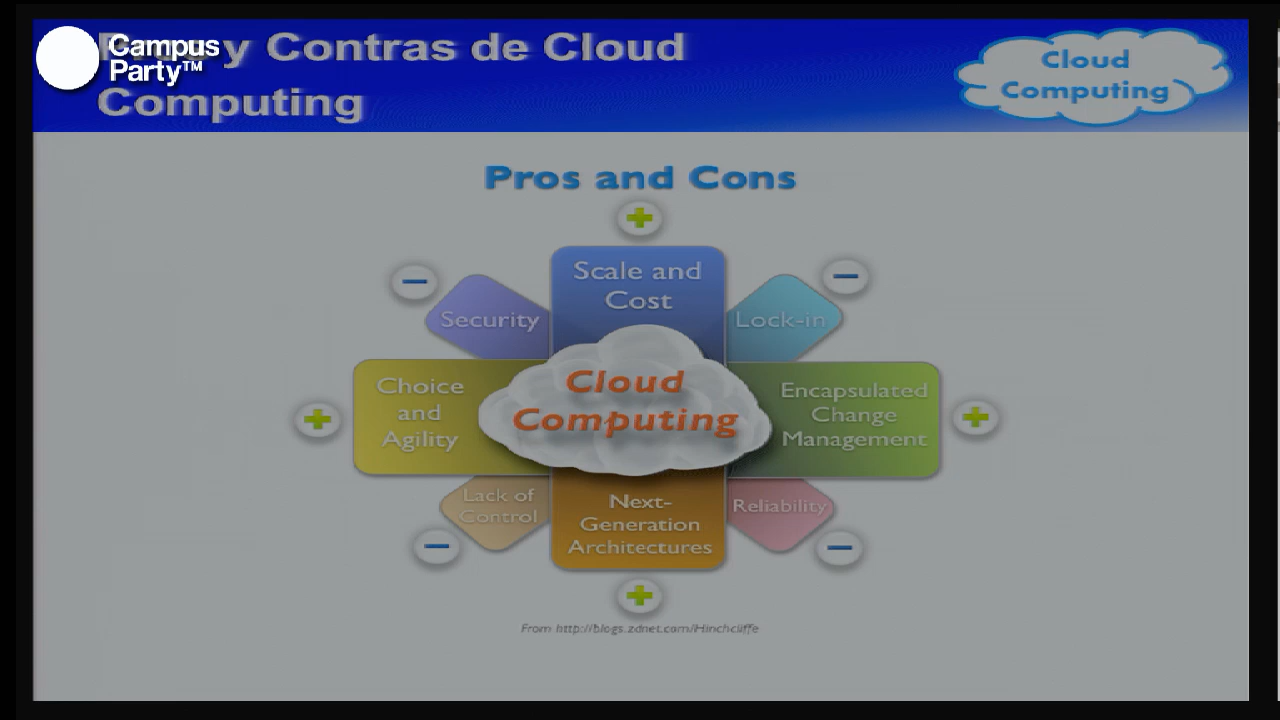 Campus
Party™
y Contras de Cloud
Computing
Cloud
Computing
Pros and Cons
Scale and
Cost
Security
Lock-in
Choice
and
Agility
Cloud
Computing
Encapsulated
Change
Management
Lack of
Control
Next-
Generation
Architectures
Reliability
From http://blogs.zdnet.com/Hinchcliffe